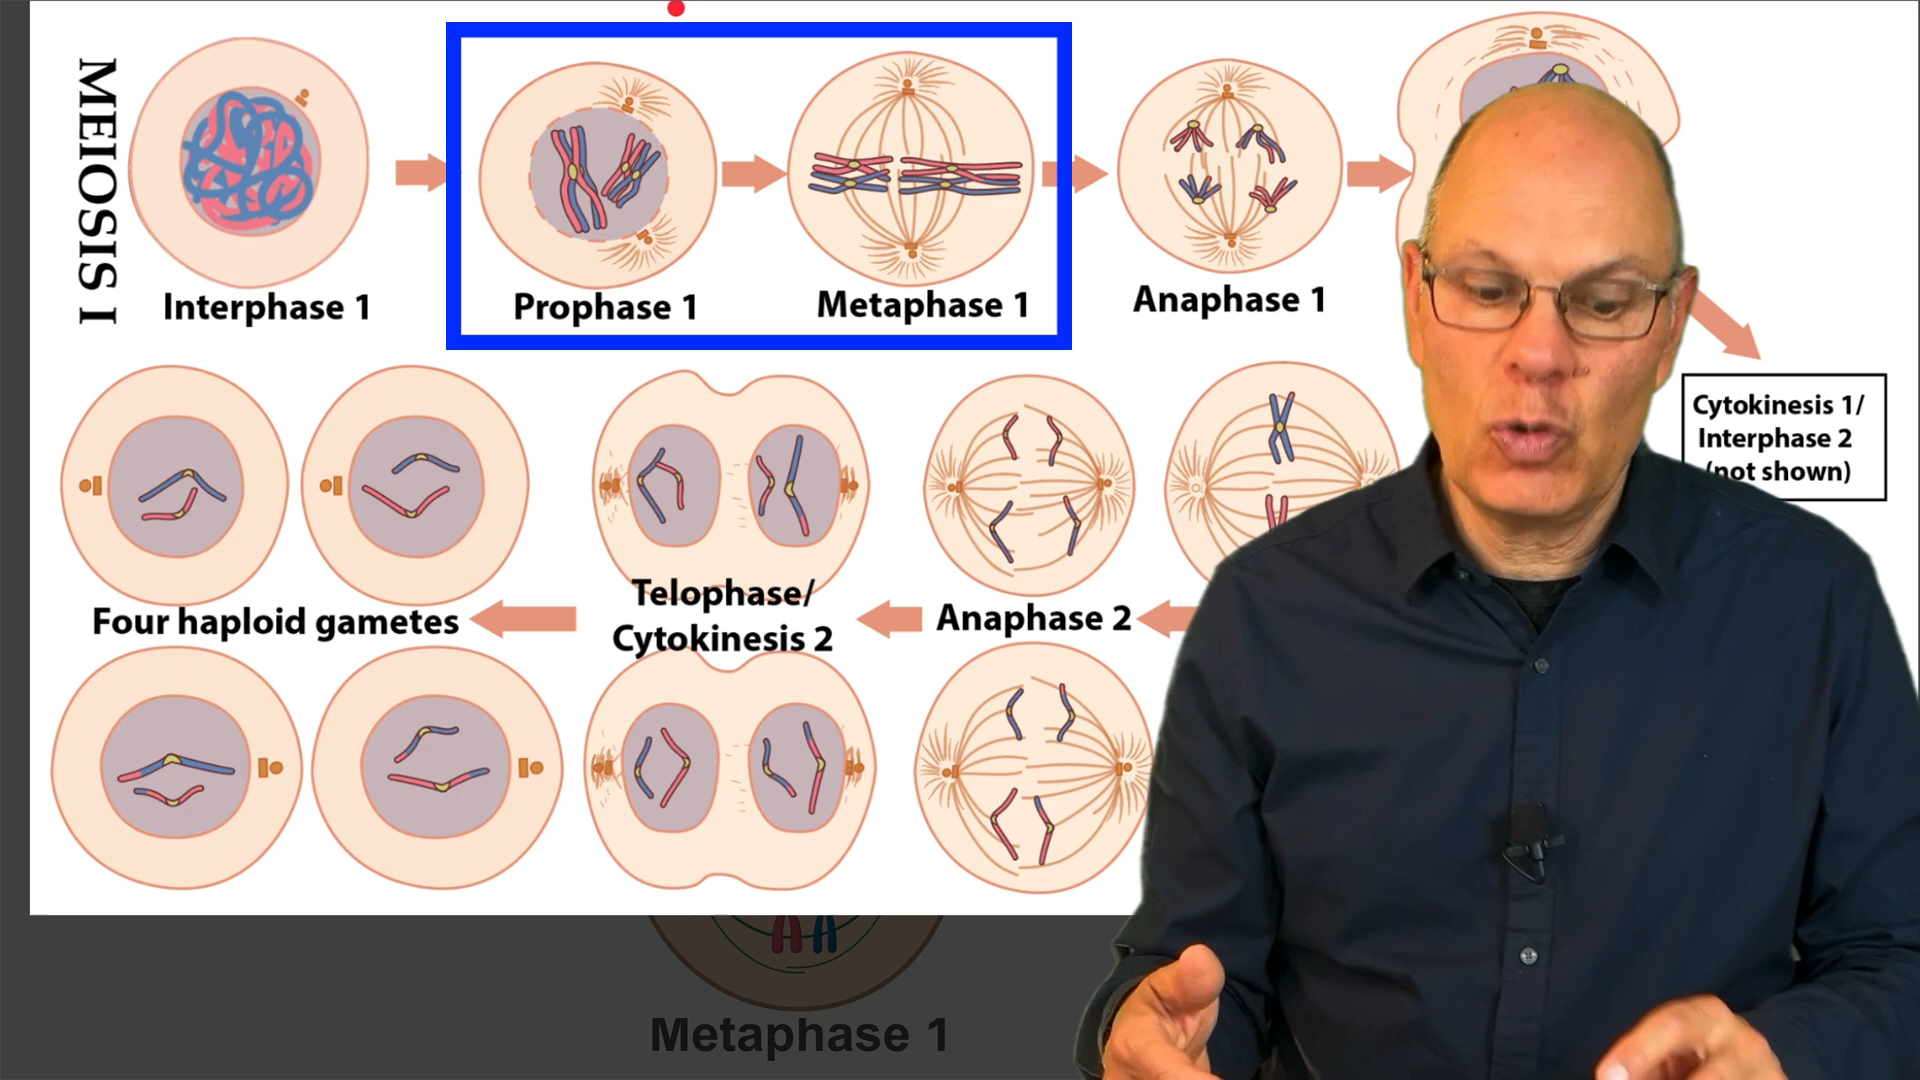 MEIOSIS I
Interphase 1
Prophase 1
Metaphase 1
Anaphase 1
Cytokinesis 1/
Interphase 2
(not shown)
Four haploid gametes
Telophase/
Cytokinesis 2
Anaphase 2
Metaphase 1